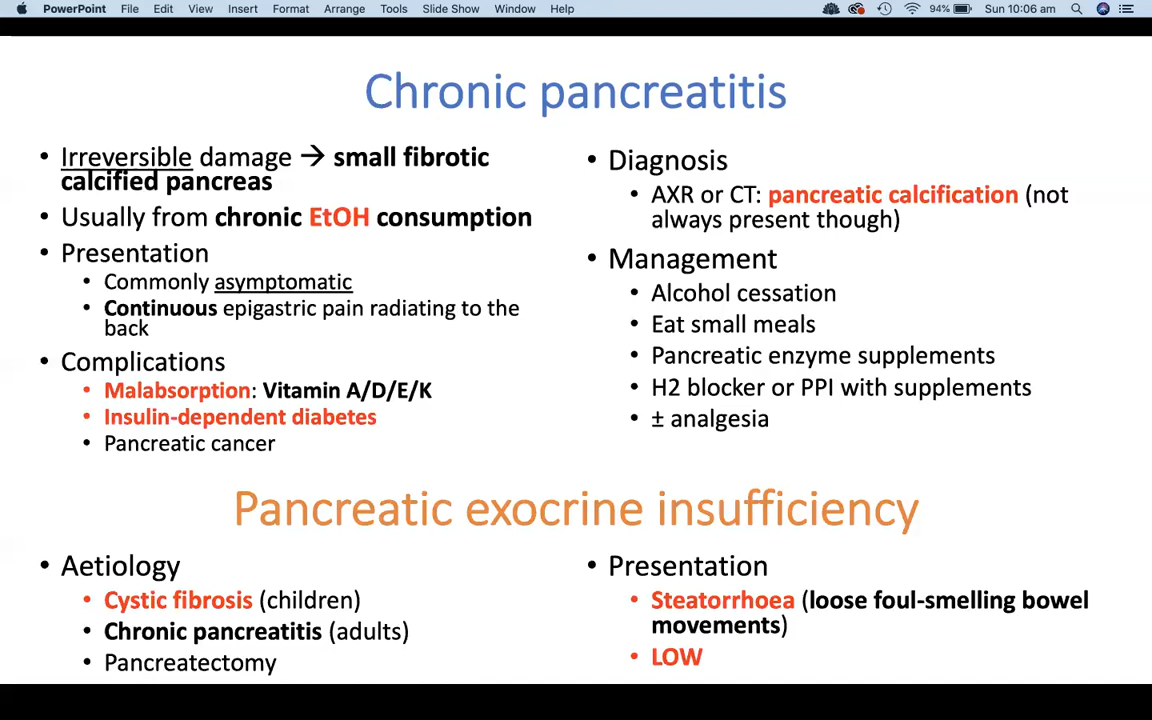 PowerPoint File Edit View Insert Format Arrange Tools Slide Show Window Help 94% Sun 10:06 am
Chronic pancreatitis
• Irreversible damage → small fibrotic
calcified pancreas
• Usually from chronic EtOH consumption
• Presentation
• Commonly asymptomatic
• Continuous epigastric pain radiating to the
back
• Complications
• Malabsorption: Vitamin A/D/E/K
• Insulin-dependent diabetes
• Pancreatic cancer
• Diagnosis
• AXR or CT: pancreatic calcification (not
always present though)
• Management
• Alcohol cessation
• Eat small meals
• Pancreatic enzyme supplements
• H2 blocker or PPI with supplements
• ± analgesia
Pancreatic exocrine insufficiency
• Aetiology
• Cystic fibrosis (children)
• Chronic pancreatitis (adults)
• Pancreatectomy
• Presentation
• Steatorrhoea (loose foul-smelling bowel
movements)
• LOW